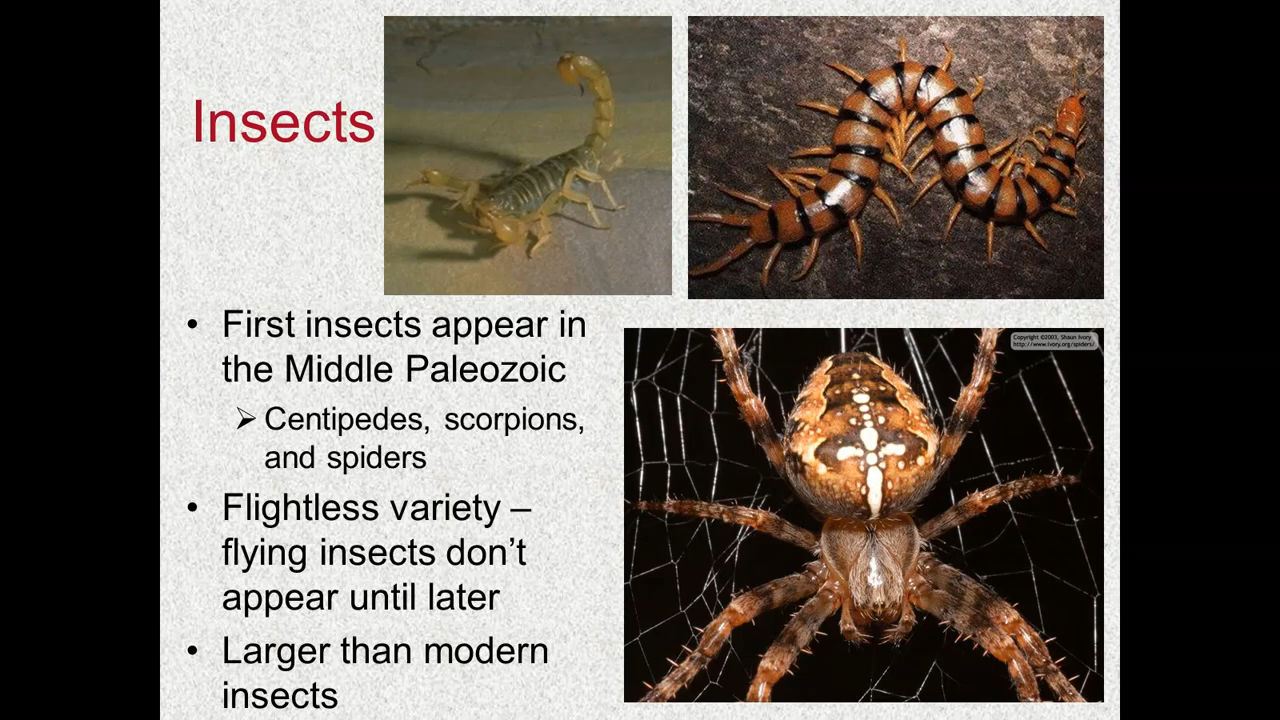 Insects
• First insects appear in
the Middle Paleozoic
➢ Centipedes, scorpions,
and spiders
• Flightless variety –
flying insects don’t
appear until later
• Larger than modern
insects
Copyright ©2003, Shaun Ivory
http://www.ivory.org/spiders/